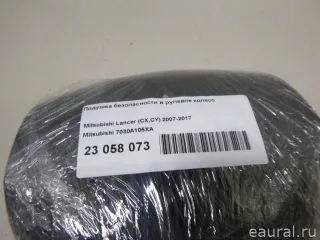 Подушка безопасности в рулевое колесо
Mitsubishi Lancer (CX,CY) 2007-2017
Mitsubishi 7030A105XA
23 058 073
eaural.ru